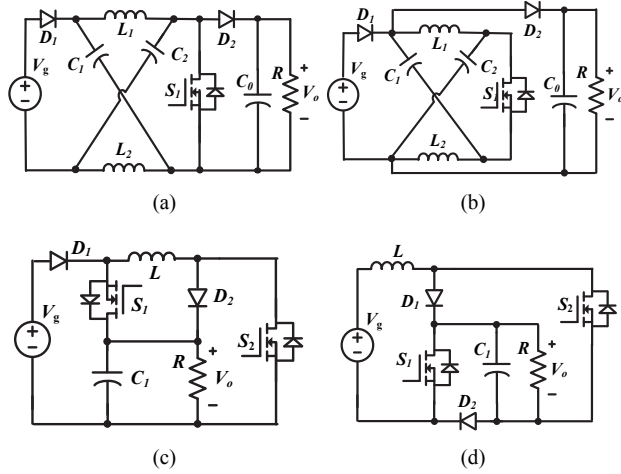 D1 L1 D2
Vg C1 C2 S1 C0 R + Vo −
L2
(a)
D1 L1 D2
Vg C1 C2 S1 C0 R + Vo −
L2
(b)
D1 L
Vg S1 D2 S2
C1 R + Vo −
(c)
L
Vg D1 S2
S1 C1 R + Vo −
D2
(d)